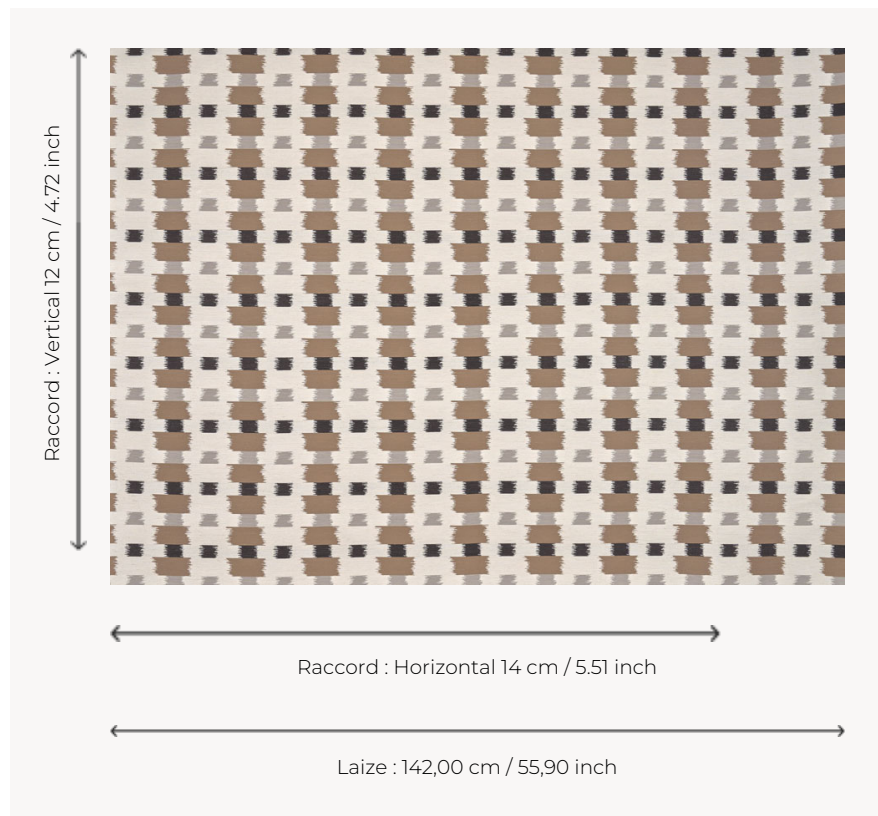 Raccord : Vertical 12 cm / 4.72 inch
Raccord : Horizontal 14 cm / 5.51 inch
Laize : 142,00 cm / 55,90 inch